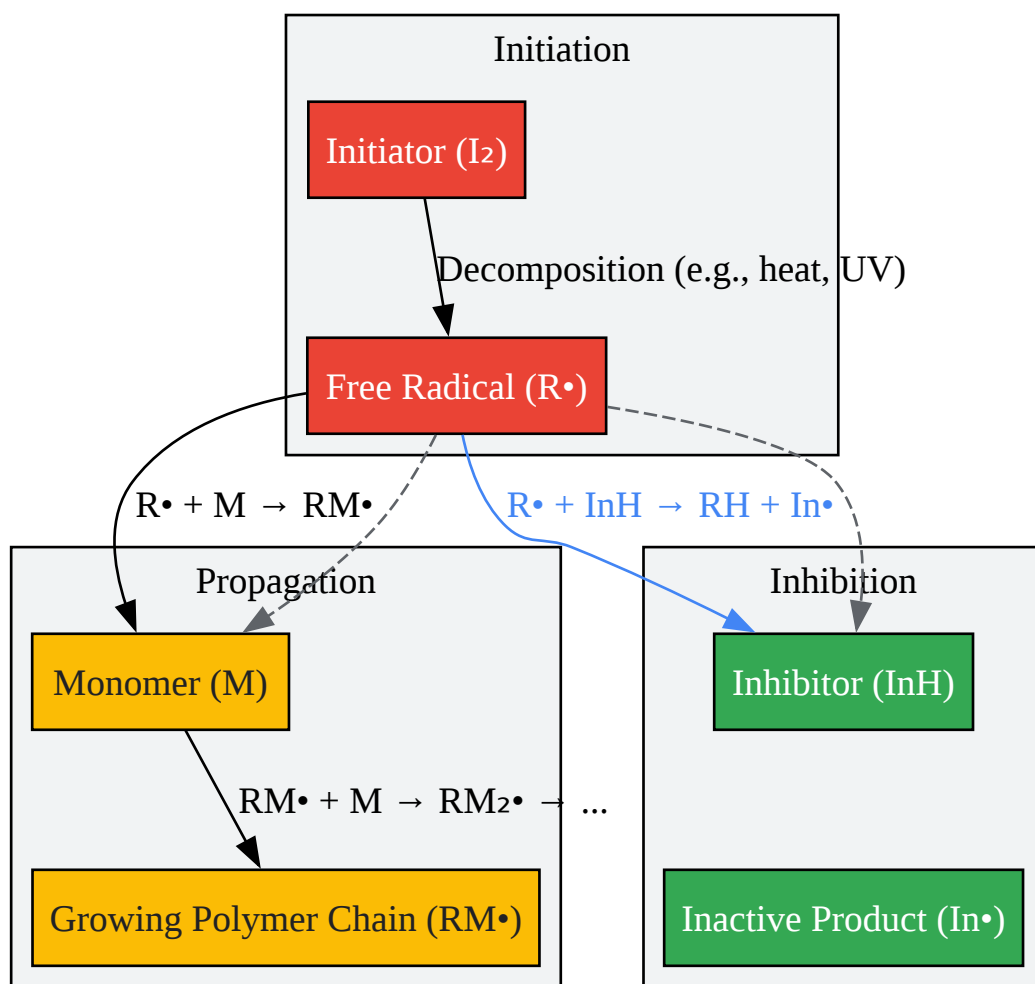 Initiation
Initiator (I₂)
Decomposition (e.g., heat, UV)
Free Radical (R•)
R• + M → RM•
R• + InH → RH + In•
Propagation
Inhibition
Monomer (M)
Inhibitor (InH)
RM• + M → RM₂• → ...
Growing Polymer Chain (RM•)
Inactive Product (In•)